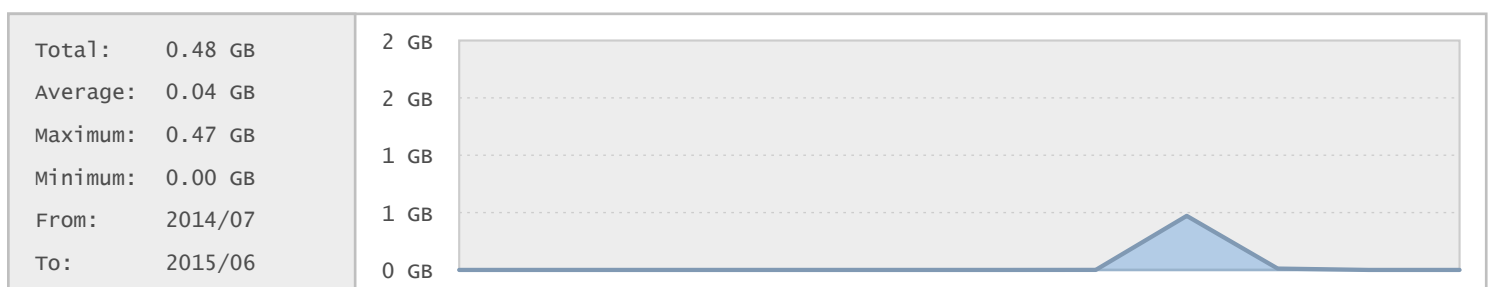 Total: 0.48 GB
Average: 0.04 GB
Maximum: 0.47 GB
Minimum: 0.00 GB
From: 2014/07
To: 2015/06
2 GB
2 GB
1 GB
1 GB
0 GB